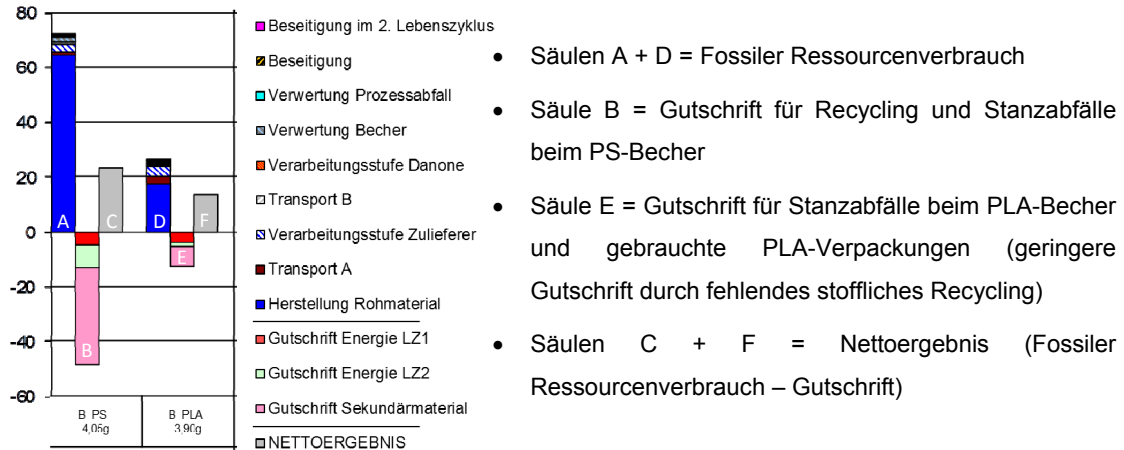 80
60
40
20
0
-20
-40
-60
A
B
C
D
E
F
B PS
4,05g
B PLA
3,90g
Beseitigung im 2. Lebenszyklus
Beseitigung
Verwertung Prozessabfall
Verwertung Becher
Verarbeitungsstufe Danone
Transport B
Verarbeitungsstufe Zulieferer
Transport A
Herstellung Rohmaterial
Gutschrift Energie LZ1
Gutschrift Energie LZ2
Gutschrift Sekundärmaterial
NETTOERGEBNIS
• Säulen A + D = Fossiler Ressourcenverbrauch
• Säule B = Gutschrift für Recycling und Stanzabfälle
beim PS-Becher
• Säule E = Gutschrift für Stanzabfälle beim PLA-Becher
und gebrauchte PLA-Verpackungen (geringere
Gutschrift durch fehlendes stoffliches Recycling)
• Säulen C + F = Nettoergebnis (Fossiler
Ressourcenverbrauch – Gutschrift)